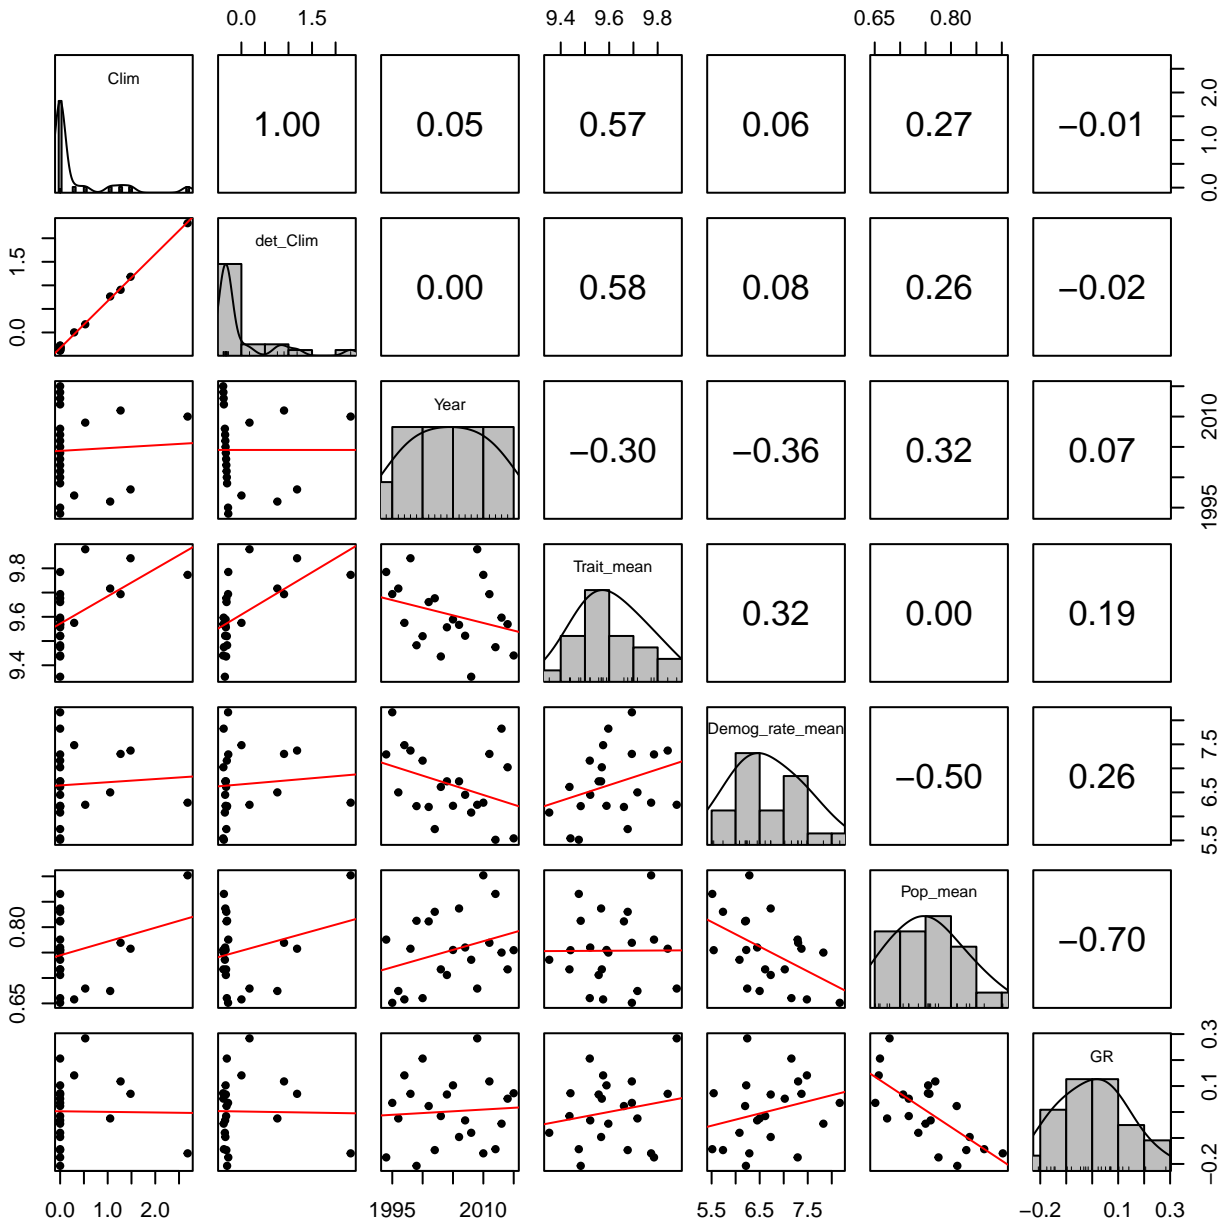 0.0 1.5 9.4 9.6 9.8 0.65 0.80
Clim 1.00 0.05 0.57 0.06 0.27 −0.01 0.0 1.0 2.0
0.0 1.5 det_Clim 0.00 0.58 0.08 0.26 −0.02
Year −0.30 −0.36 0.32 0.07 1995 2010
9.4 9.6 9.8 Trait_mean 0.32 0.00 0.19
Demog_rate_mean −0.50 0.26 5.5 6.5 7.5
0.65 0.80 Pop_mean −0.70
GR −0.2 0.1 0.3
0.0 1.0 2.0 1995 2010 5.5 6.5 7.5 −0.2 0.1 0.3